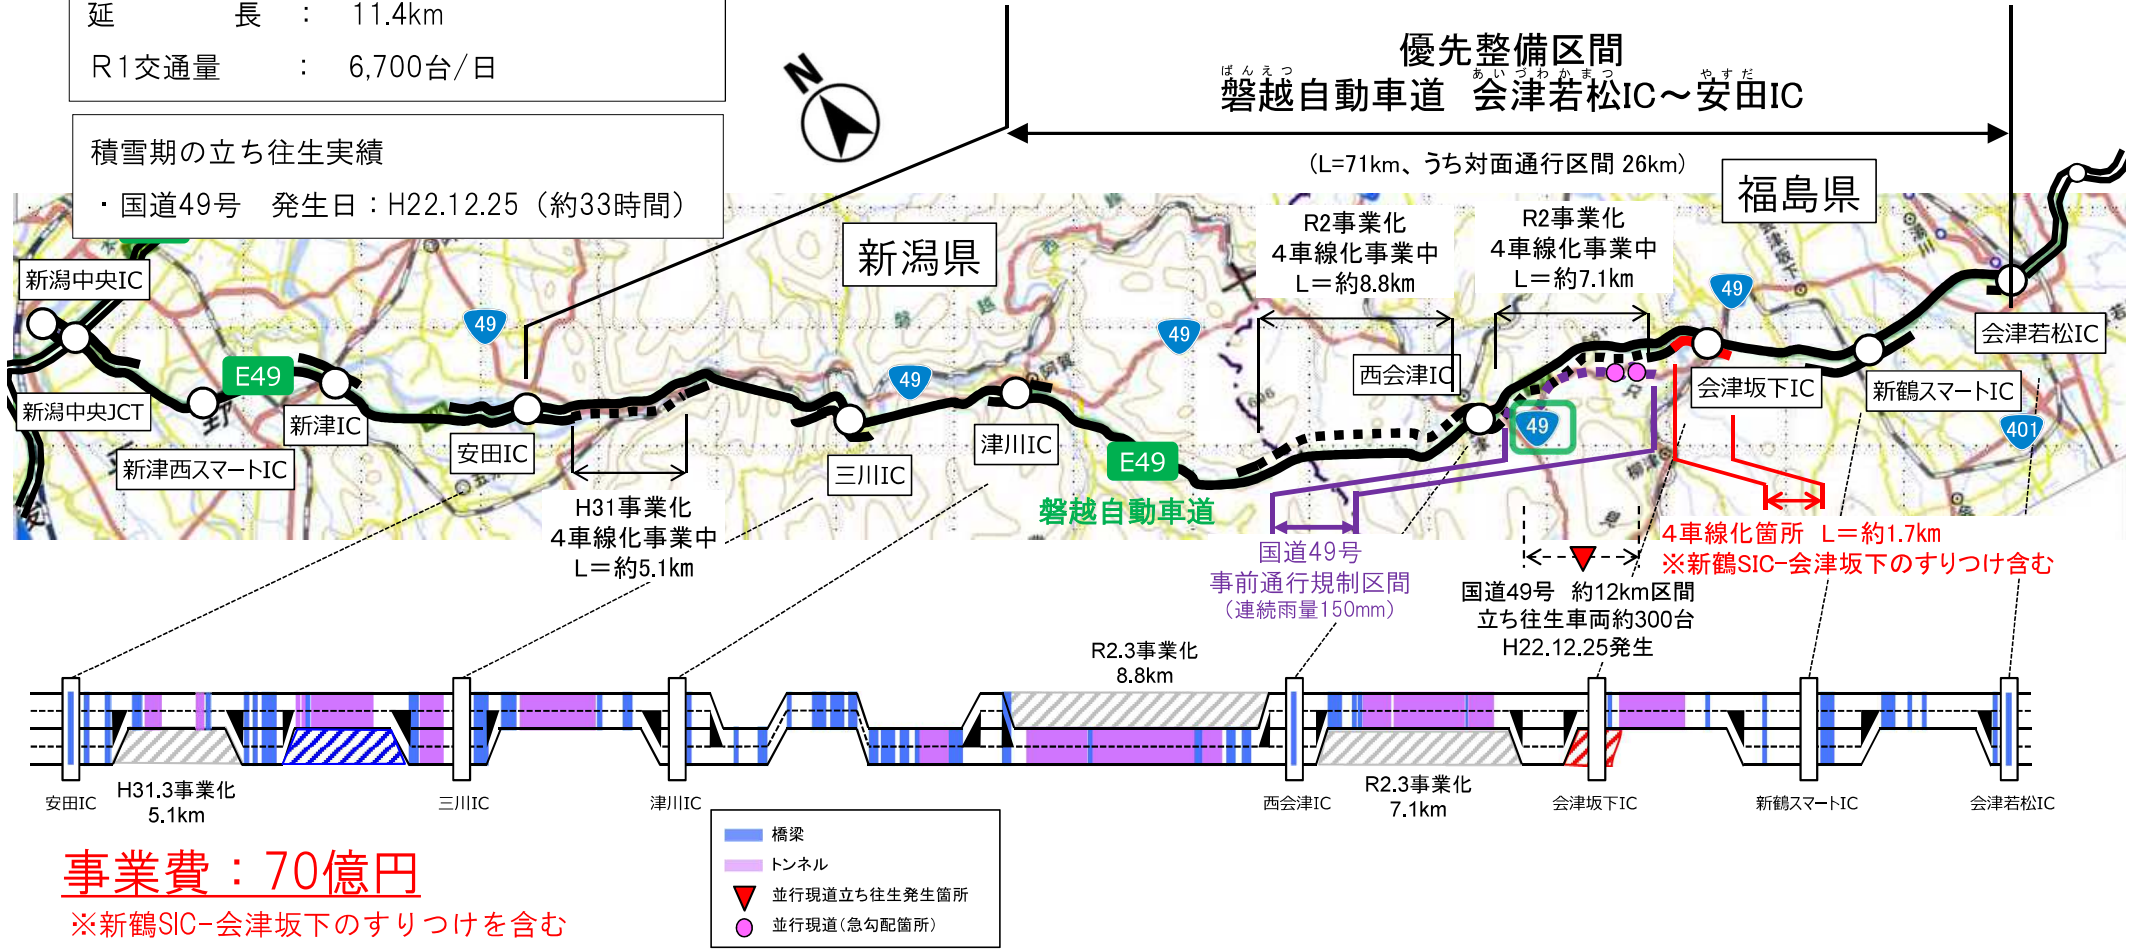 延　　　　長　：　11.4km
R1交通量　　：　6,700台/日
積雪期の立ち往生実績
・国道49号　発生日：H22.12.25（約33時間）
N
優先整備区間
ばんえつ　あいづわかまつ　やすだ
磐越自動車道　会津若松IC～安田IC
（L=71km、うち対面通行区間 26km）
新潟県
福島県
R2事業化
4車線化事業中
L＝約8.8km
R2事業化
4車線化事業中
L＝約7.1km
新潟中央IC
新潟中央JCT
E49
新津西スマートIC
新津IC
49
安田IC
H31事業化
4車線化事業中
L＝約5.1km
49
三川IC
津川IC
49
E49
磐越自動車道
西会津IC
49
49
会津坂下IC
新鶴スマートIC
会津若松IC
401
会津坂下
湯川
柳津
阿賀
国道49号
事前通行規制区間
（連続雨量150mm）
国道49号　約12km区間
立ち往生車両約300台
H22.12.25発生
4車線化箇所　L＝約1.7km
※新鶴SIC-会津坂下のすりつけ含む
R2.3事業化
8.8km
安田IC
H31.3事業化
5.1km
三川IC
津川IC
西会津IC
R2.3事業化
7.1km
会津坂下IC
新鶴スマートIC
会津若松IC
橋梁
トンネル
並行現道立ち往生発生箇所
並行現道（急勾配箇所）
事業費：70億円
※新鶴SIC-会津坂下のすりつけを含む